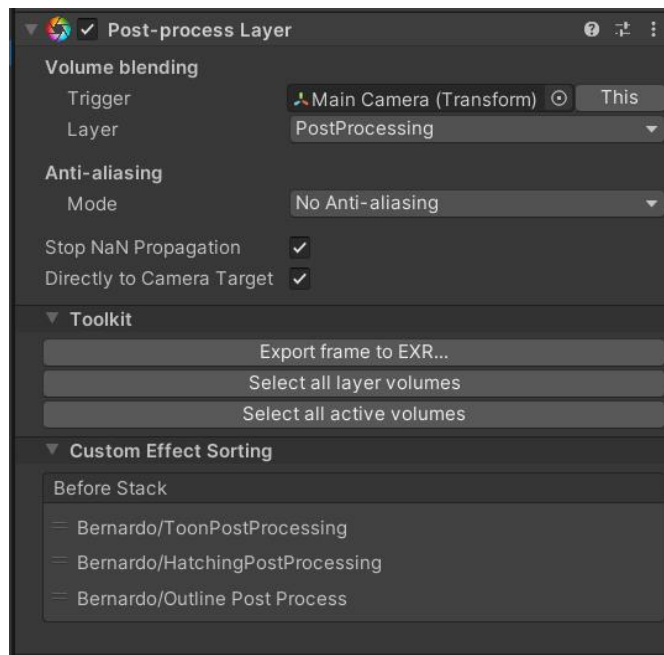 Post-process Layer
Volume blending
Trigger Main Camera (Transform) This
Layer PostProcessing
Anti-aliasing
Mode No Anti-aliasing
Stop NaN Propagation
Directly to Camera Target
Toolkit
Export frame to EXR...
Select all layer volumes
Select all active volumes
Custom Effect Sorting
Before Stack
Bernardo/ToonPostProcessing
Bernardo/HatchingPostProcessing
Bernardo/Outline Post Process